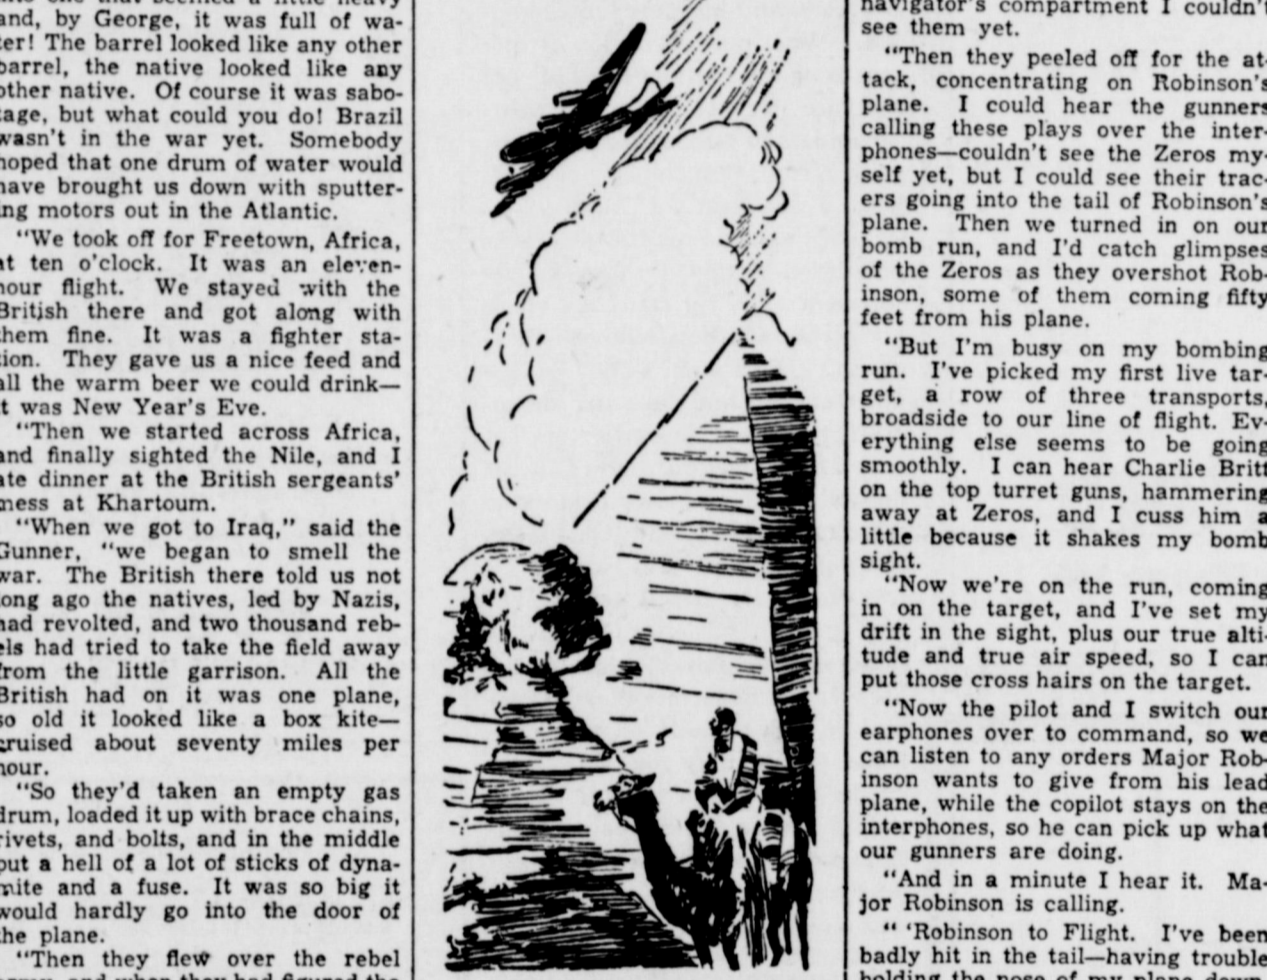 and, by George, it was full of wa-
ter! The barrel looked like any other
barrel, the native looked like any
other native. Of course it was sabo-
tage, but what could you do! Brazil
wasn't in the war yet. Somebody
hoped that one drum of water would
have brought us down with sputter-
ing motors out in the Atlantic.
"We took off for Freetown, Africa,
at ten o'clock. It was an eleven-
hour flight. We stayed with the
British there and got along with
them fine. It was a fighter sta-
tion. They gave us a nice feed and
all the warm beer we could drink—
it was New Year's Eve.
"Then we started across Africa,
and finally sighted the Nile, and I
ate dinner at the British sergeants'
mess at Khartoum.
"When we got to Iraq," said the
Gunner, "we began to smell the
war. The British there told us not
long ago the natives, led by Nazis,
had revolted, and two thousand reb-
els had tried to take the field away
from the little garrison. All the
British had on it was one plane,
so old it looked like a box kite—
cruised about seventy miles per
hour.
"So they'd taken an empty gas
drum, loaded it up with brace chains,
rivets, and bolts, and in the middle
put a hell of a lot of sticks of dyna-
mite and a fuse. It was so big it
would hardly go into the door of
the plane.
"Then they flew over the rebel
navigator's compartment I couldn't
see them yet.
"Then they peeled off for the at-
tack, concentrating on Robinson's
plane. I could hear the gunners
calling these plays over the inter-
phones—couldn't see the Zeros my-
self yet, but I could see their trac-
ers going into the tail of Robinson's
plane. Then we turned in on our
bomb run, and I'd catch glimpses
of the Zeros as they overshot Rob-
inson, some of them coming fifty
feet from his plane.
"But I'm busy on my bombing
run. I've picked my first live tar-
get, a row of three transports,
broadside to our line of flight. Ev-
erything else seems to be going
smoothly. I can hear Charlie Britt
on the top turret guns, hammering
away at Zeros, and I cuss him a
little because it shakes my bomb
sight.
"Now we're on the run, coming
in on the target, and I've set my
drift in the sight, plus our true alti-
tude and true air speed, so I can
put those cross hairs on the target.
"Now the pilot and I switch our
earphones over to command, so we
can listen to any orders Major Rob-
inson wants to give from his lead
plane, while the copilot stays on the
interphones, so he can pick up what
our gunners are doing.
"And in a minute I hear it. Ma-
jor Robinson is calling.
" 'Robinson to Flight. I've been
badly hit in the tail—having trouble